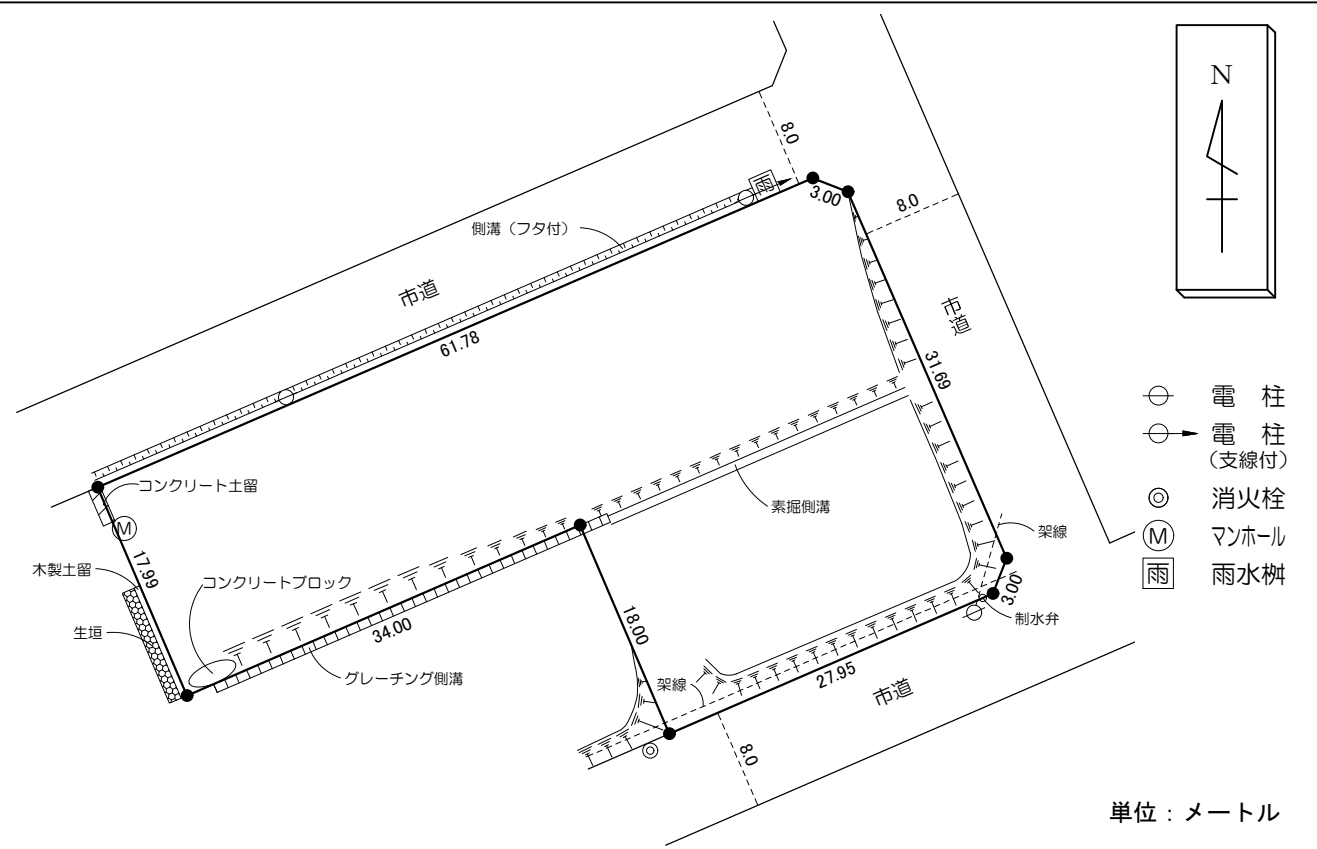 N
8.0
雨
3.00
8.0
側溝（フタ付）
市道
市道
61.78
31.69
電柱
電柱
（支線付）
消火栓
M
マンホール
雨
雨水桝
コンクリート土留
M
17.99
木製土留
生垣
コンクリートブロック
34.00
グレーチング側溝
素掘側溝
架線
3.00
制水弁
18.00
架線
27.95
市道
8.0
単位：メートル